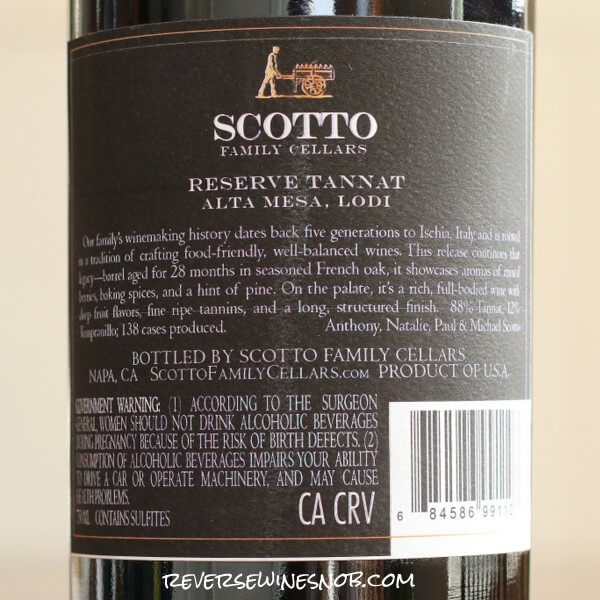 SCOTTO
FAMILY CELLARS
RESERVE TANNAT
ALTA MESA, LODI
Our family's winemaking history dates back five generations to Ischia, Italy and is rooted
in a tradition of crafting food-friendly, well-balanced wines. This release continues that
legacy—barrel aged for 28 months in seasoned French oak, it showcases aromas of mixed
berries, baking spices, and a hint of pine. On the palate, it's a rich, full-bodied wine with
deep fruit flavors, fine ripe tannins, and a long, structured finish. 88% Tannat, 12%
Tempranillo; 138 cases produced. Anthony, Natalie, Paul & Michael Scotto
BOTTLED BY SCOTTO FAMILY CELLARS
NAPA, CA SCOTTOFAMILYCELLARS.COM PRODUCT OF U.S.A.
GOVERNMENT WARNING: (1) ACCORDING TO THE SURGEON
GENERAL, WOMEN SHOULD NOT DRINK ALCOHOLIC BEVERAGES
DURING PREGNANCY BECAUSE OF THE RISK OF BIRTH DEFECTS. (2)
CONSUMPTION OF ALCOHOLIC BEVERAGES IMPAIRS YOUR ABILITY
TO DRIVE A CAR OR OPERATE MACHINERY, AND MAY CAUSE
HEALTH PROBLEMS.
750 ML CONTAINS SULFITES
CA CRV
6 84586 99110
REVERSEWINESNOB.COM